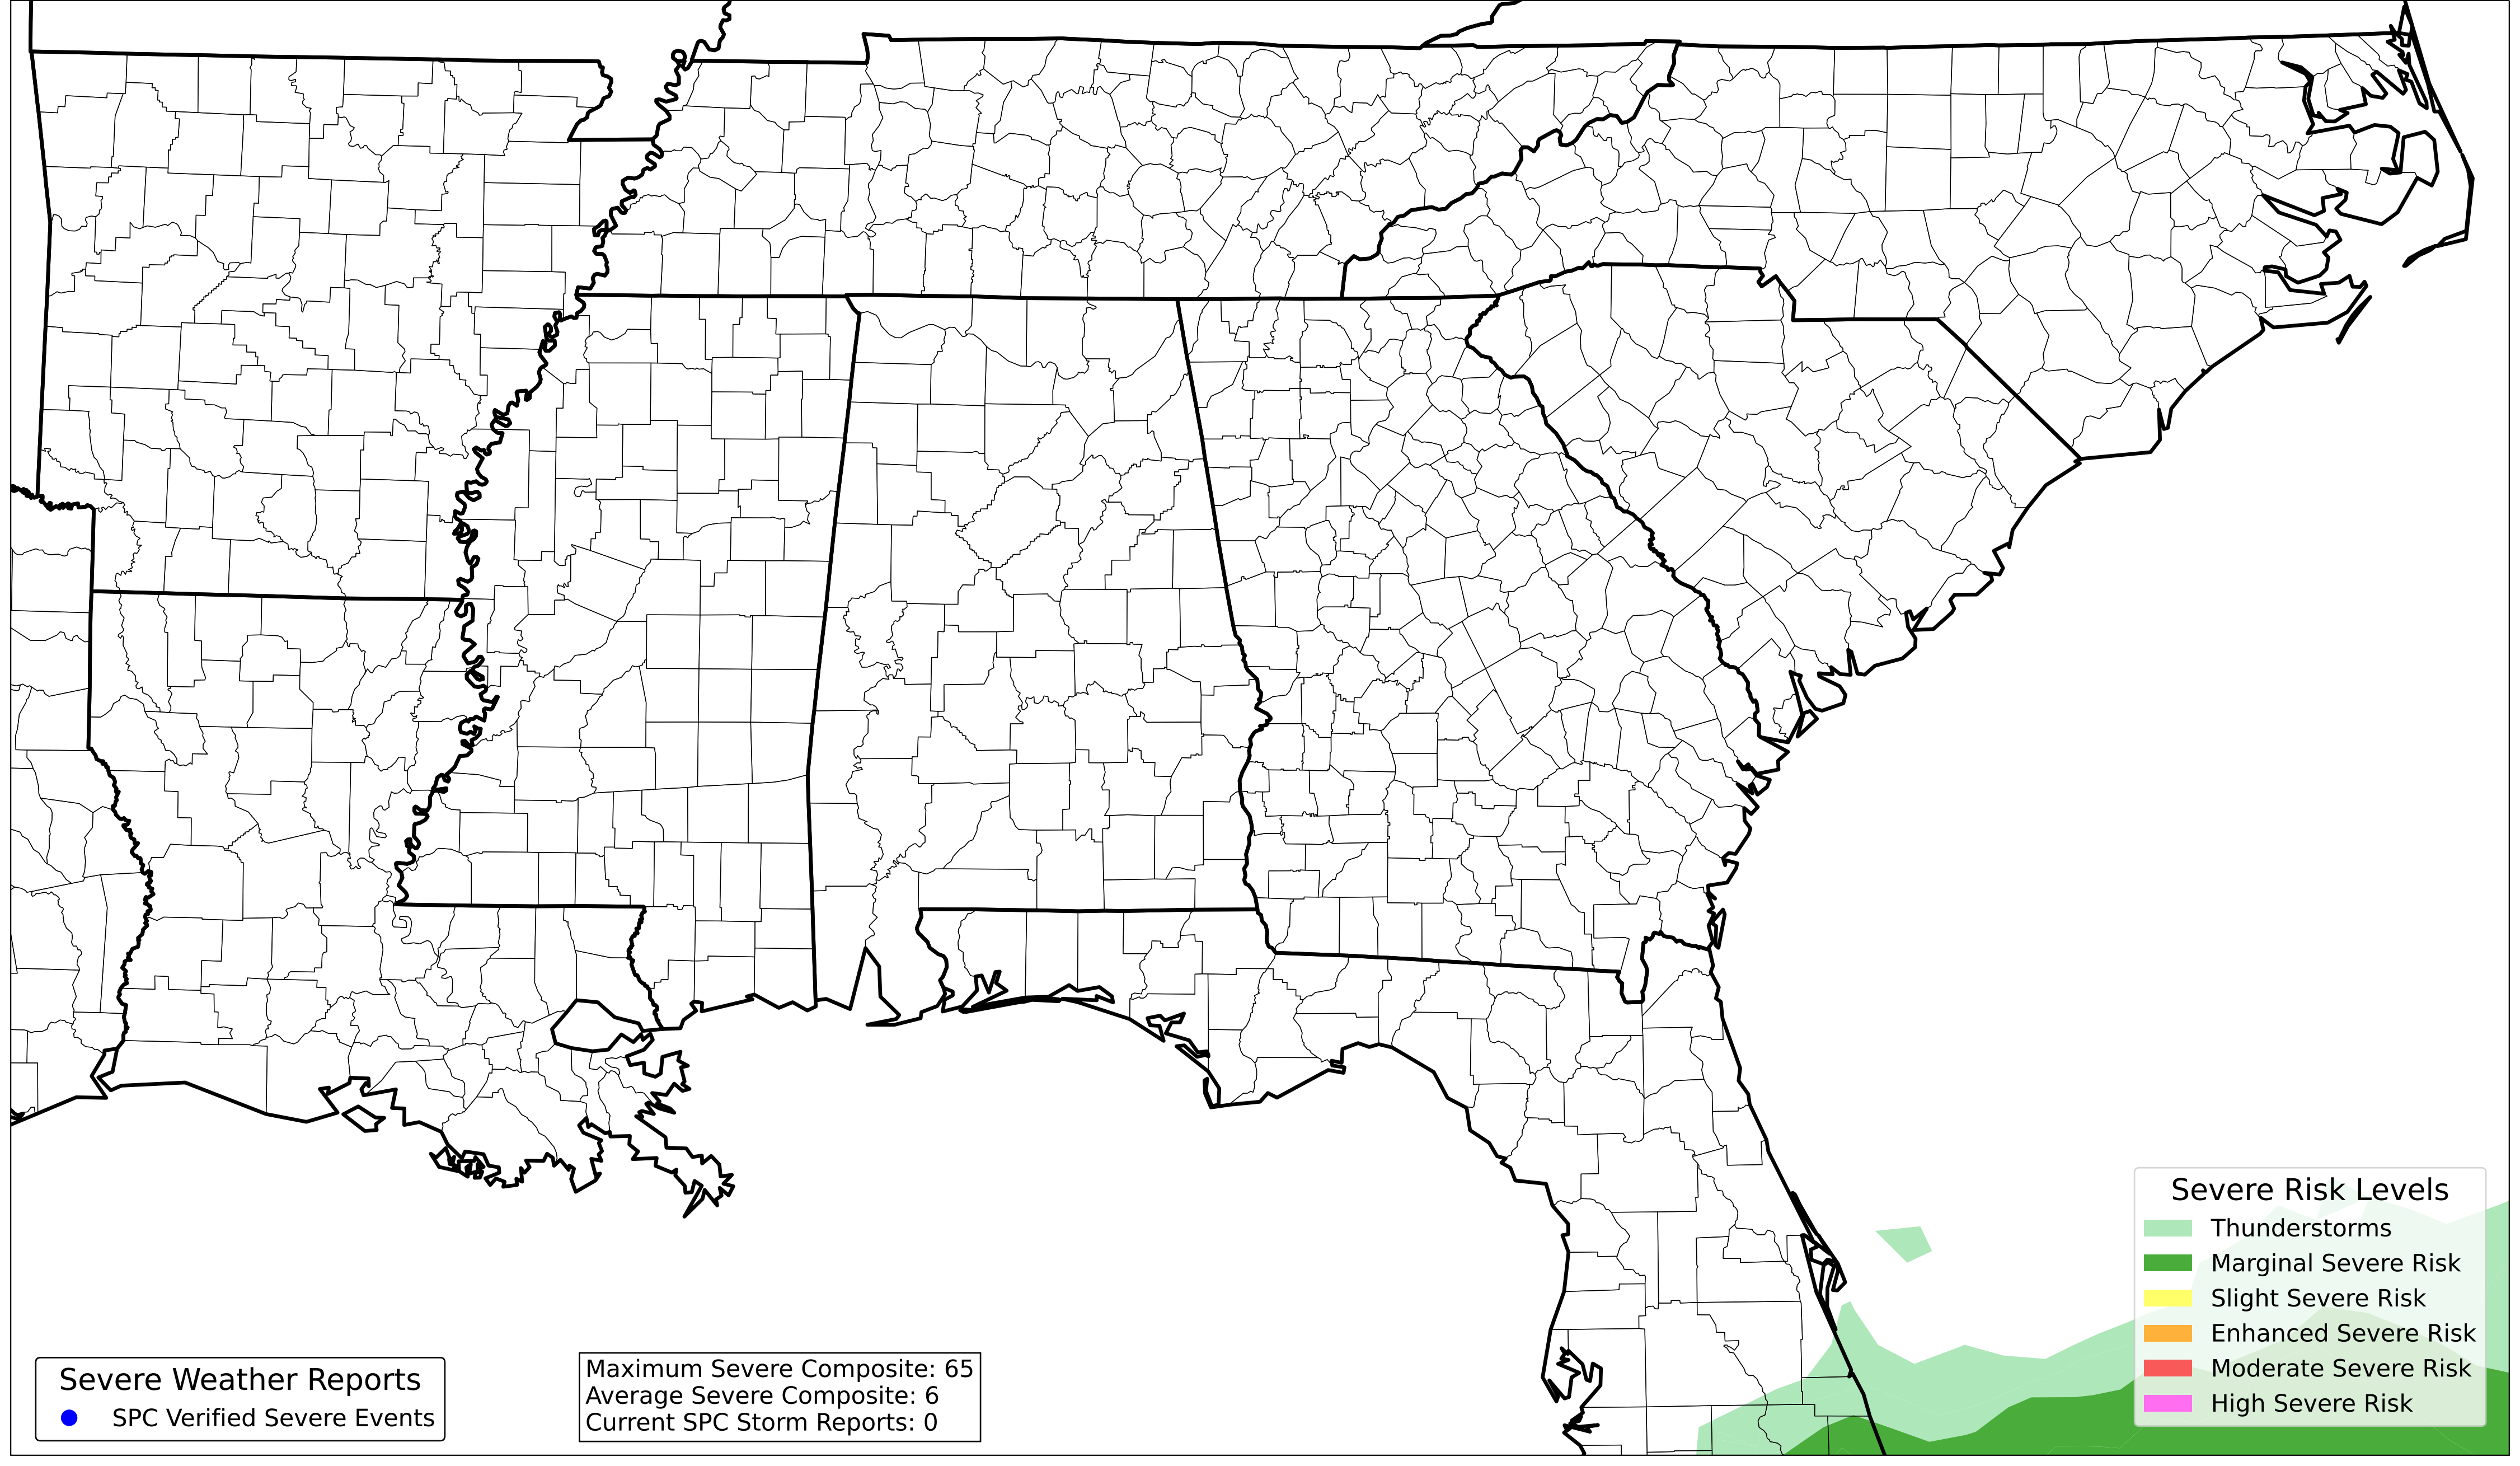 Severe Risk Levels
Thunderstorms
Marginal Severe Risk
Slight Severe Risk
Enhanced Severe Risk
Moderate Severe Risk
High Severe Risk
Severe Weather Reports
SPC Verified Severe Events
Maximum Severe Composite: 65
Average Severe Composite: 6
Current SPC Storm Reports: 0